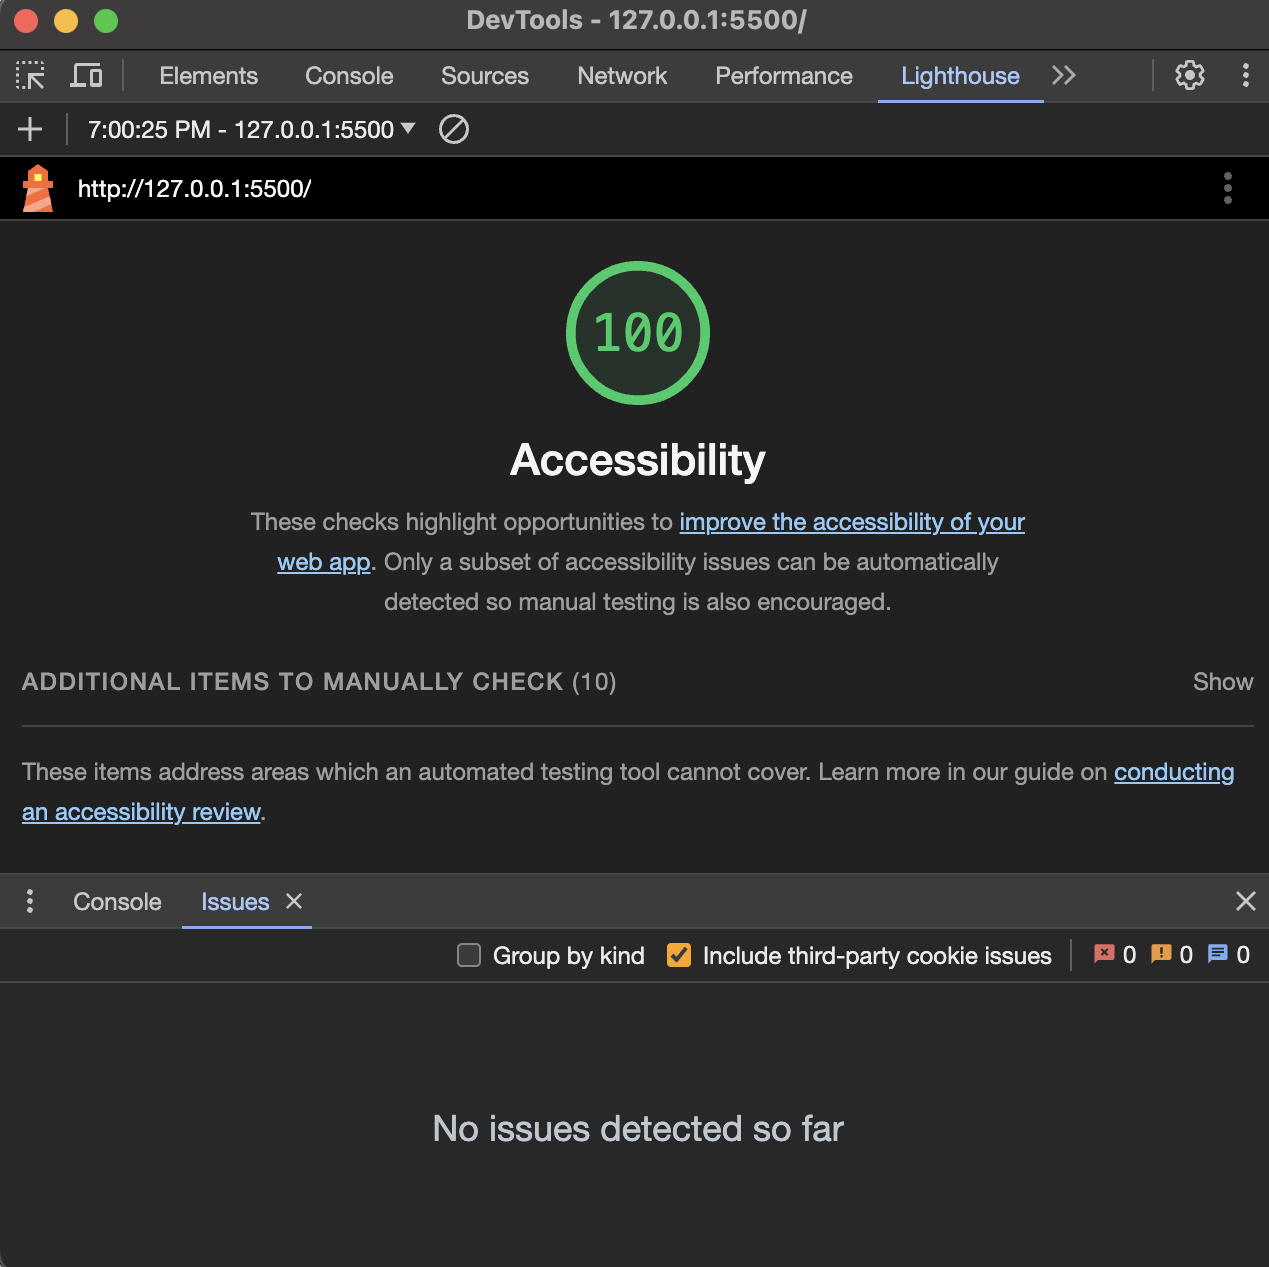 DevTools - 127.0.0.1:5500/
Elements Console Sources Network Performance Lighthouse
7:00:25 PM - 127.0.0.1:5500
http://127.0.0.1:5500/
100
Accessibility
These checks highlight opportunities to improve the accessibility of your
web app. Only a subset of accessibility issues can be automatically
detected so manual testing is also encouraged.
ADDITIONAL ITEMS TO MANUALLY CHECK (10) Show
These items address areas which an automated testing tool cannot cover. Learn more in our guide on conducting
an accessibility review.
Console Issues
Group by kind Include third-party cookie issues 0 0 0
No issues detected so far